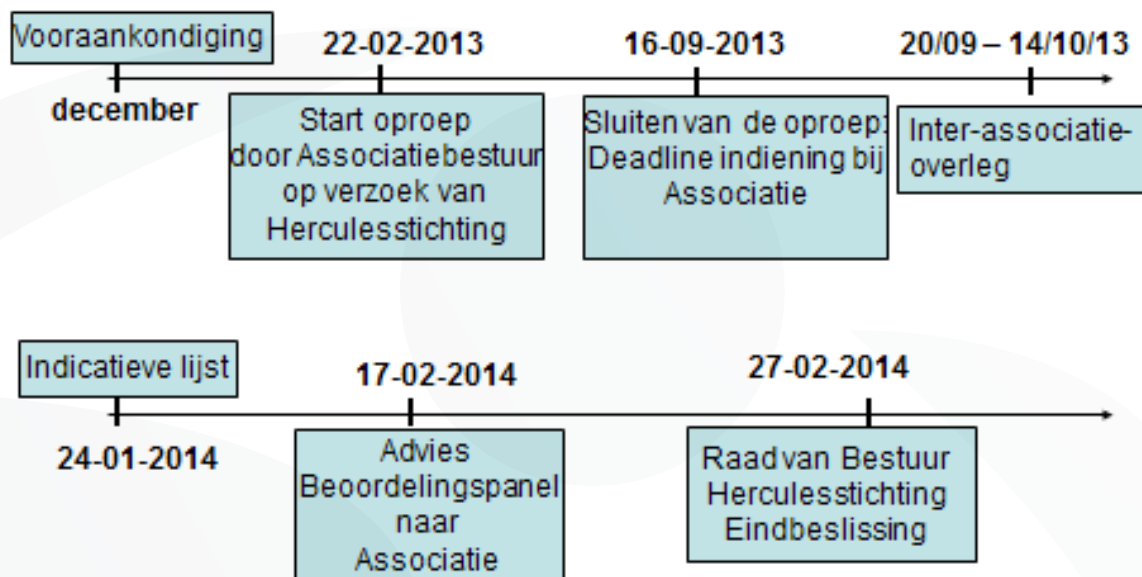 Vooraankondiging
22-02-2013
16-09-2013
20/09 – 14/10/13
december
Start oproep
door Associatiebestuur
op verzoek van
Herculesstichting
Sluiten van de oproep:
Deadline indiening bij
Associatie
Inter-associatie-
overleg
Indicatieve lijst
17-02-2014
27-02-2014
24-01-2014
Advies
Beoordelingspanel
naar
Associatie
Raad van Bestuur
Herculesstichting
Eindbeslissing